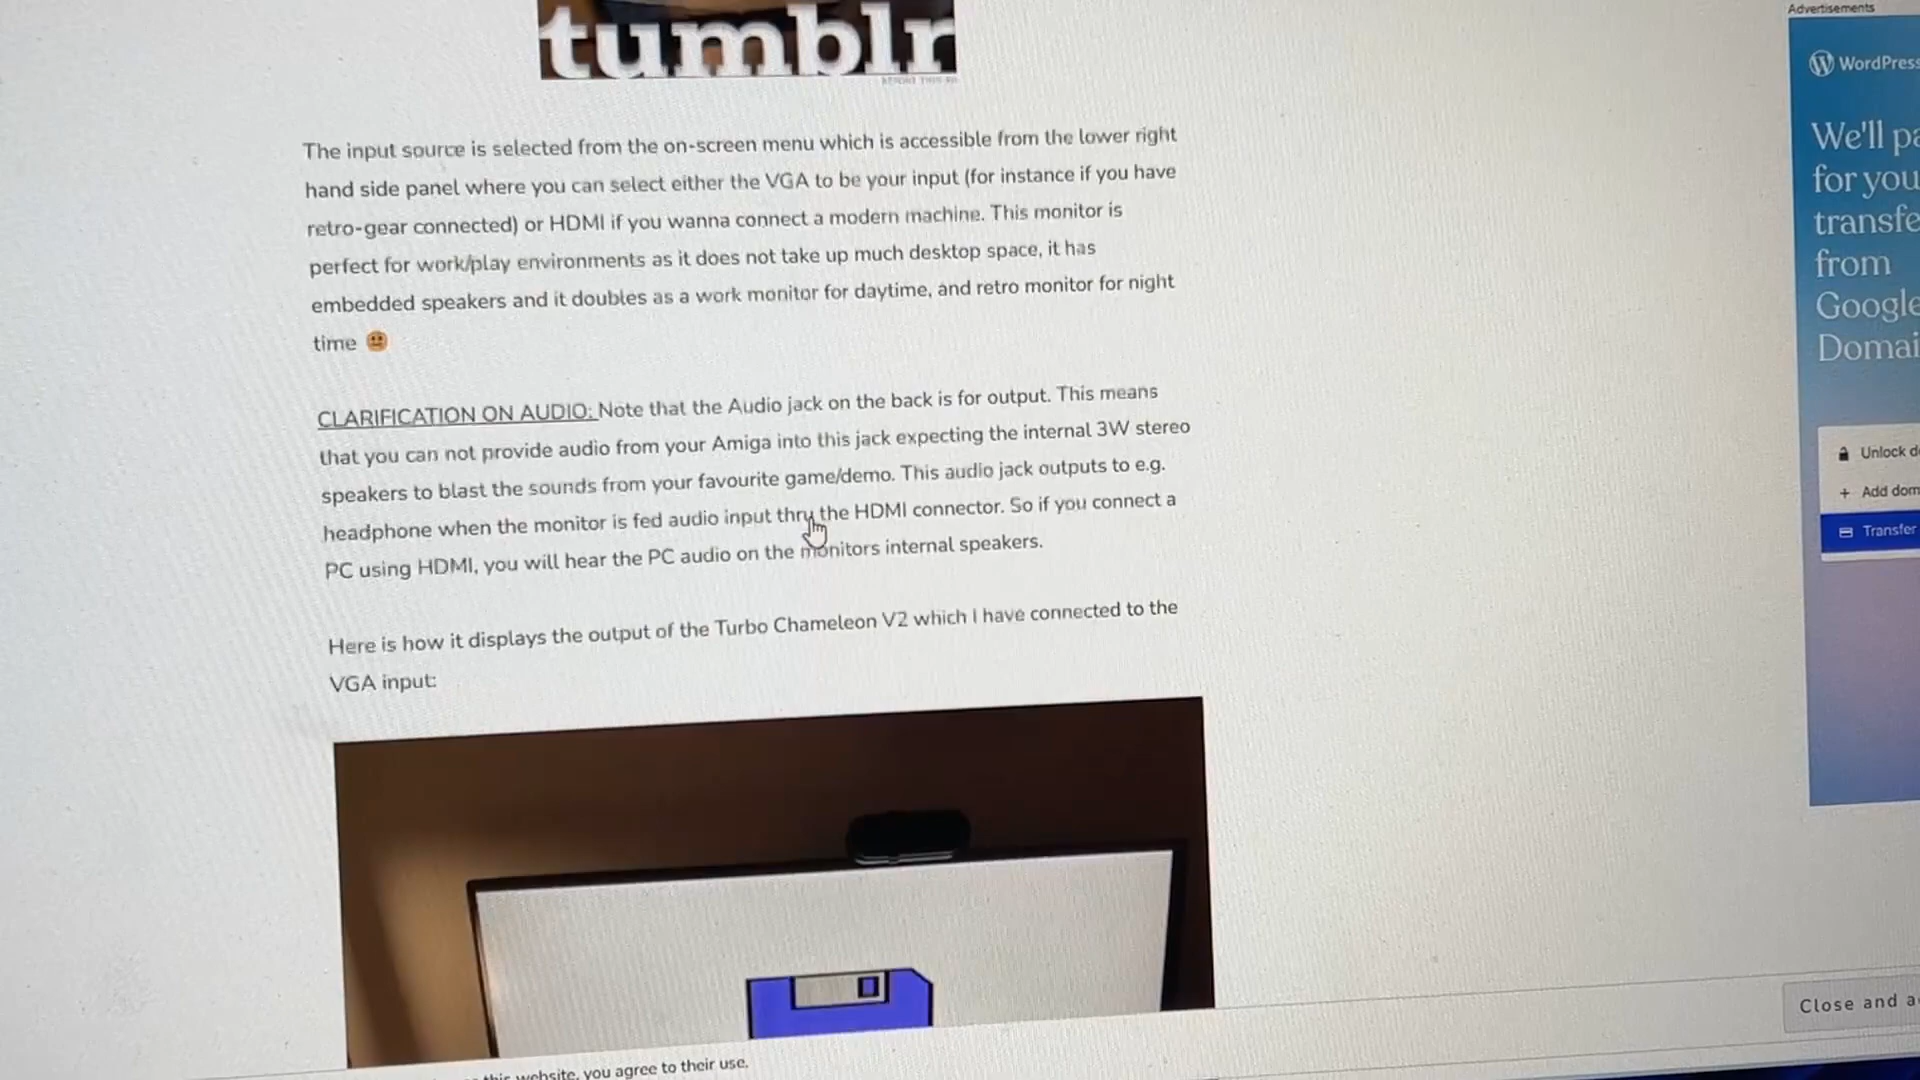 Advertisements
tumblr
REPORT THIS AD
WordPress
We'll pa
for you
transfe
from
Google
Domai
The input source is selected from the on-screen menu which is accessible from the lower right
hand side panel where you can select either the VGA to be your input (for instance if you have
retro-gear connected) or HDMI if you wanna connect a modern machine. This monitor is
perfect for work/play environments as it does not take up much desktop space, it has
embedded speakers and it doubles as a work monitor for daytime, and retro monitor for night
time
CLARIFICATION ON AUDIO: Note that the Audio jack on the back is for output. This means
that you can not provide audio from your Amiga into this jack expecting the internal 3W stereo
speakers to blast the sounds from your favourite game/demo. This audio jack outputs to e.g.
headphone when the monitor is fed audio input thru the HDMI connector. So if you connect a
PC using HDMI, you will hear the PC audio on the monitors internal speakers.
Unlock d
+ Add dom
Transfer
Here is how it displays the output of the Turbo Chameleon V2 which I have connected to the
VGA input:
Close and a
this website, you agree to their use.